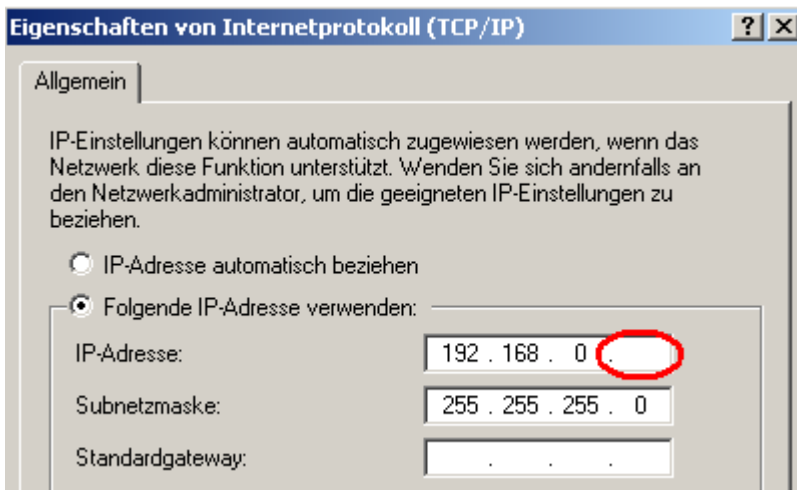 Eigenschaften von Internetprotokoll (TCP/IP)
Allgemein
IP-Einstellungen können automatisch zugewiesen werden, wenn das
Netzwerk diese Funktion unterstützt. Wenden Sie sich andernfalls an
den Netzwerkadministrator, um die geeigneten IP-Einstellungen zu
beziehen.
IP-Adresse automatisch beziehen
Folgende IP-Adresse verwenden:
IP-Adresse: 192 . 168 . 0 .
Subnetzmaske: 255 . 255 . 255 . 0
Standardgateway: . . .